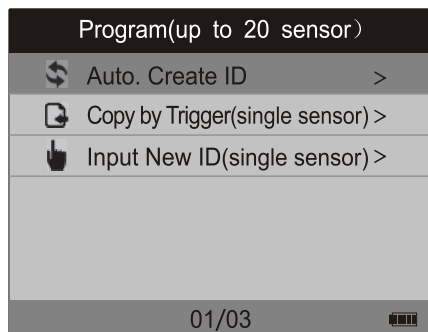 Program(up to 20 sensor）
Auto. Create ID >
Copy by Trigger(single sensor) >
Input New ID(single sensor) >
01/03